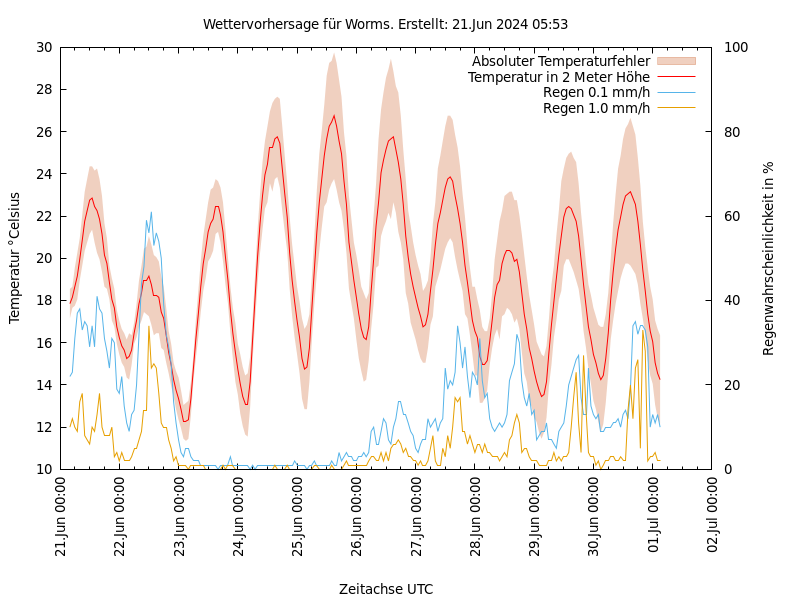 Wettervorhersage für Worms. Erstellt: 21.Jun 2024 05:53
Absoluter Temperaturfehler
Temperatur in 2 Meter Höhe
Regen 0.1 mm/h
Regen 1.0 mm/h
Temperatur °Celsius
30
28
26
24
22
20
18
16
14
12
10
100
80
60
40
20
0
Regenwahrscheinlichkeit in %
21.Jun 00:00
22.Jun 00:00
23.Jun 00:00
24.Jun 00:00
25.Jun 00:00
26.Jun 00:00
27.Jun 00:00
28.Jun 00:00
29.Jun 00:00
30.Jun 00:00
01.Jul 00:00
02.Jul 00:00
Zeitachse UTC